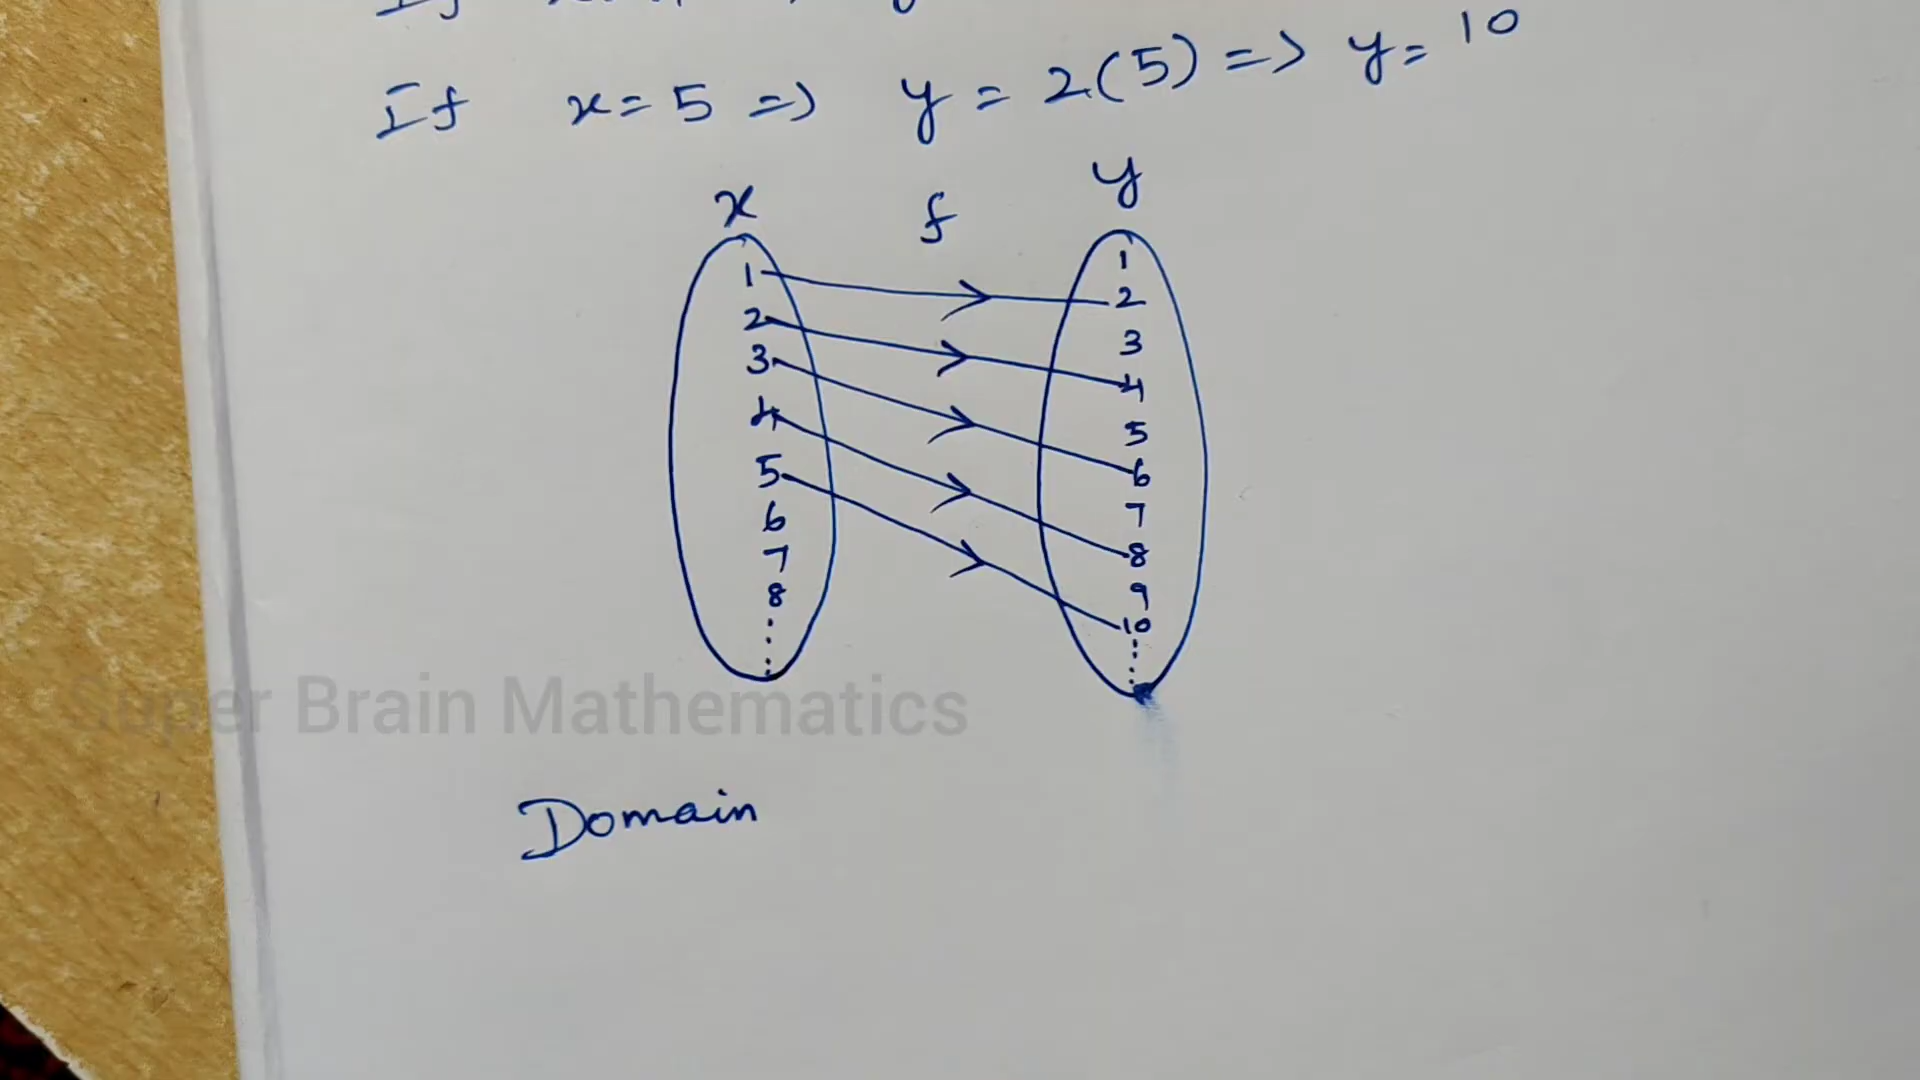 If
If x = 5 => y = 2(5) => y = 10
x f y
1 1
2 2
3 3
4 4
5 5
6 6
7 7
8 8
9
10
Super Brain Mathematics
Domain